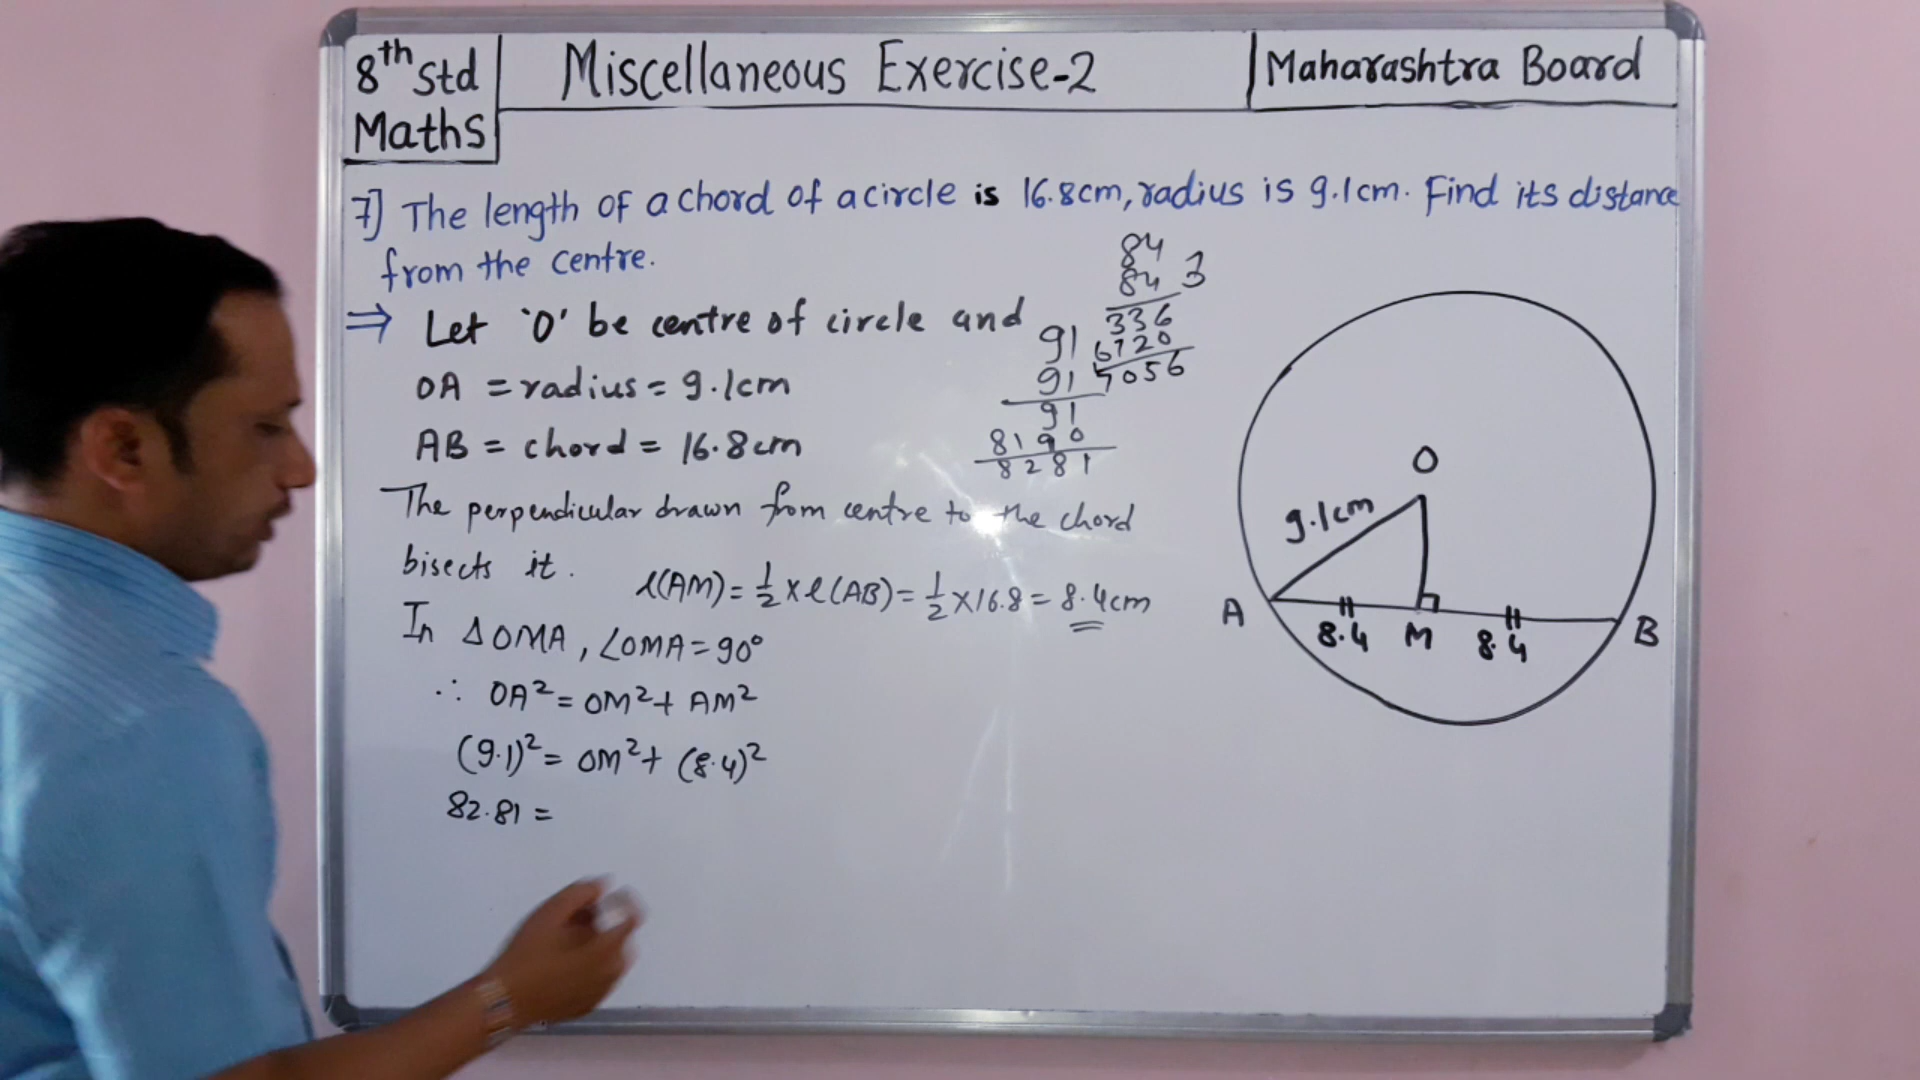 8th Std
Maths
Miscellaneous Exercise-2
Maharashtra Board
7] The length of a chord of a circle is 16.8cm, radius is 9.1cm. Find its distance
from the centre.
⇒ Let 'O' be centre of circle and
OA = radius = 9.1cm
AB = chord = 16.8cm
The perpendicular drawn from centre to the chord
bisects it.
l(AM) = 1/2 × l(AB) = 1/2 × 16.8 = 8.4cm
In △OMA, ∠OMA = 90°
∴ OA² = OM² + AM²
(9.1)² = OM² + (8.4)²
82.81 =
84
84 3
336
6720
7056
91
91
91
8190
8281
O
9.1cm
A
8.4 M 8.4
B